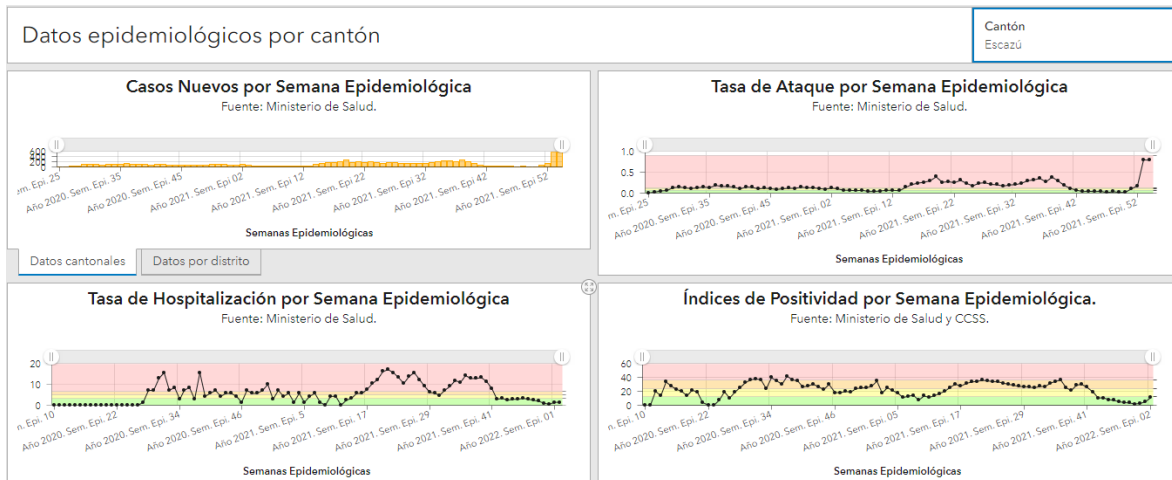 Datos epidemiológicos por cantón
Cantón
Escazú
Casos Nuevos por Semana Epidemiológica
Fuente: Ministerio de Salud.
600
400
200
0
m. Epi. 25
Año 2020. Sem. Epi. 35
Año 2020. Sem. Epi. 45
Año 2021. Sem. Epi. 02
Año 2021. Sem. Epi. 12
Año 2021. Sem. Epi. 22
Año 2021. Sem. Epi. 32
Año 2021. Sem. Epi. 42
Año 2021. Sem. Epi. 52
Semanas Epidemiológicas
Datos cantonales
Datos por distrito
Tasa de Ataque por Semana Epidemiológica
Fuente: Ministerio de Salud.
1.0
0.5
0.0
m. Epi. 25
Año 2020. Sem. Epi. 35
Año 2020. Sem. Epi. 45
Año 2021. Sem. Epi. 02
Año 2021. Sem. Epi. 12
Año 2021. Sem. Epi. 22
Año 2021. Sem. Epi. 32
Año 2021. Sem. Epi. 42
Año 2021. Sem. Epi. 52
Semanas Epidemiológicas
Tasa de Hospitalización por Semana Epidemiológica
Fuente: Ministerio de Salud.
20
10
0
n. Epi. 10
Año 2020. Sem. Epi. 22
Año 2020. Sem. Epi. 34
Año 2020. Sem. Epi. 46
Año 2021. Sem. Epi. 5
Año 2021. Sem. Epi. 17
Año 2021. Sem. Epi. 29
Año 2021. Sem. Epi. 41
Año 2022. Sem. Epi. 01
Semanas Epidemiológicas
Índices de Positividad por Semana Epidemiológica.
Fuente: Ministerio de Salud y CCSS.
60
40
20
0
n. Epi. 10
Año 2020. Sem. Epi. 22
Año 2020. Sem. Epi. 34
Año 2020. Sem. Epi. 46
Año 2021. Sem. Epi. 05
Año 2021. Sem. Epi. 17
Año 2021. Sem. Epi. 29
Año 2021. Sem. Epi. 41
Año 2022. Sem. Epi. 02
Semanas Epidemiológicas